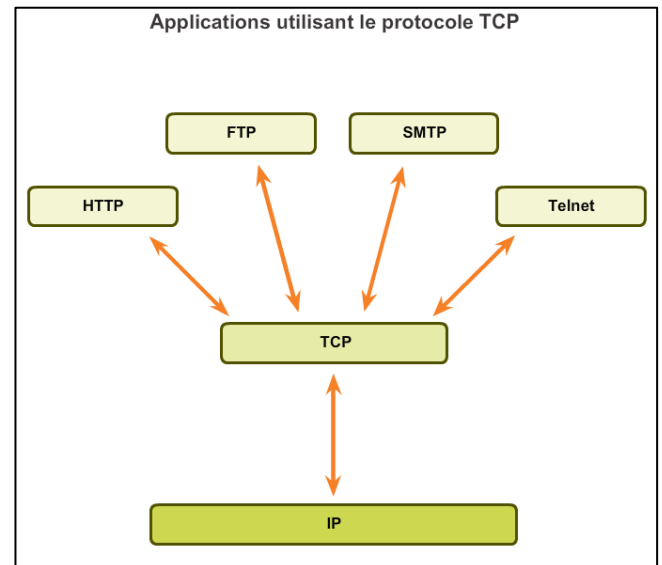 Applications utilisant le protocole TCP
FTP
SMTP
HTTP
Telnet
TCP
IP